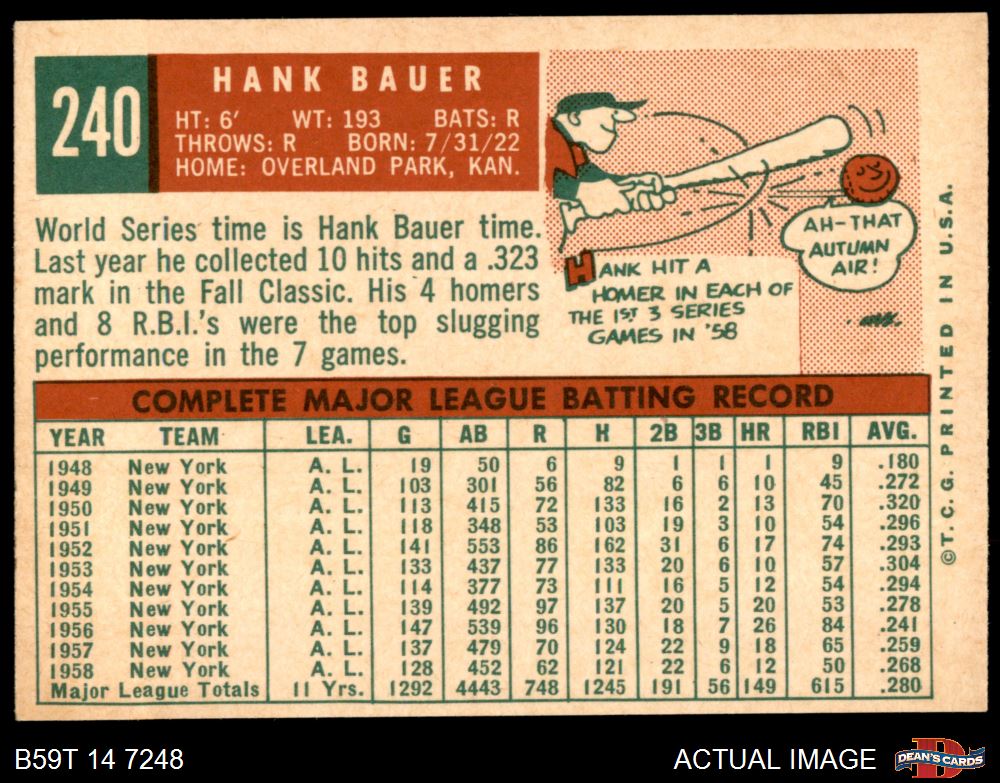 240
HANK BAUER
HT: 6' WT: 193 BATS: R
THROWS: R BORN: 7/31/22
HOME: OVERLAND PARK, KAN.
World Series time is Hank Bauer time.
Last year he collected 10 hits and a .323
mark in the Fall Classic. His 4 homers
and 8 R.B.I.'s were the top slugging
performance in the 7 games.
AH-THAT
AUTUMN
AIR!
HANK HIT A
HOMER IN EACH OF
THE 1ST 3 SERIES
GAMES IN '58
COMPLETE MAJOR LEAGUE BATTING RECORD
YEAR TEAM LEA. G AB R H 2B 3B HR RBI AVG.
1948 New York A. L. 19 50 6 9 1 1 1 9 .180
1949 New York A. L. 103 301 56 82 6 6 10 45 .272
1950 New York A. L. 113 415 72 133 16 2 13 70 .320
1951 New York A. L. 118 348 53 103 19 3 10 54 .296
1952 New York A. L. 141 553 86 162 31 6 17 74 .293
1953 New York A. L. 133 437 77 133 20 6 10 57 .304
1954 New York A. L. 114 377 73 111 16 5 12 54 .294
1955 New York A. L. 139 492 97 137 20 5 20 53 .278
1956 New York A. L. 147 539 96 130 18 7 26 84 .241
1957 New York A. L. 137 479 70 124 22 9 18 65 .259
1958 New York A. L. 128 452 62 121 22 6 12 50 .268
Major League Totals 11 Yrs. 1292 4443 748 1245 191 56 149 615 .280
©T.C.G. PRINTED IN U.S.A.
B59T 14 7248
ACTUAL IMAGE
D
DEAN'S CARDS